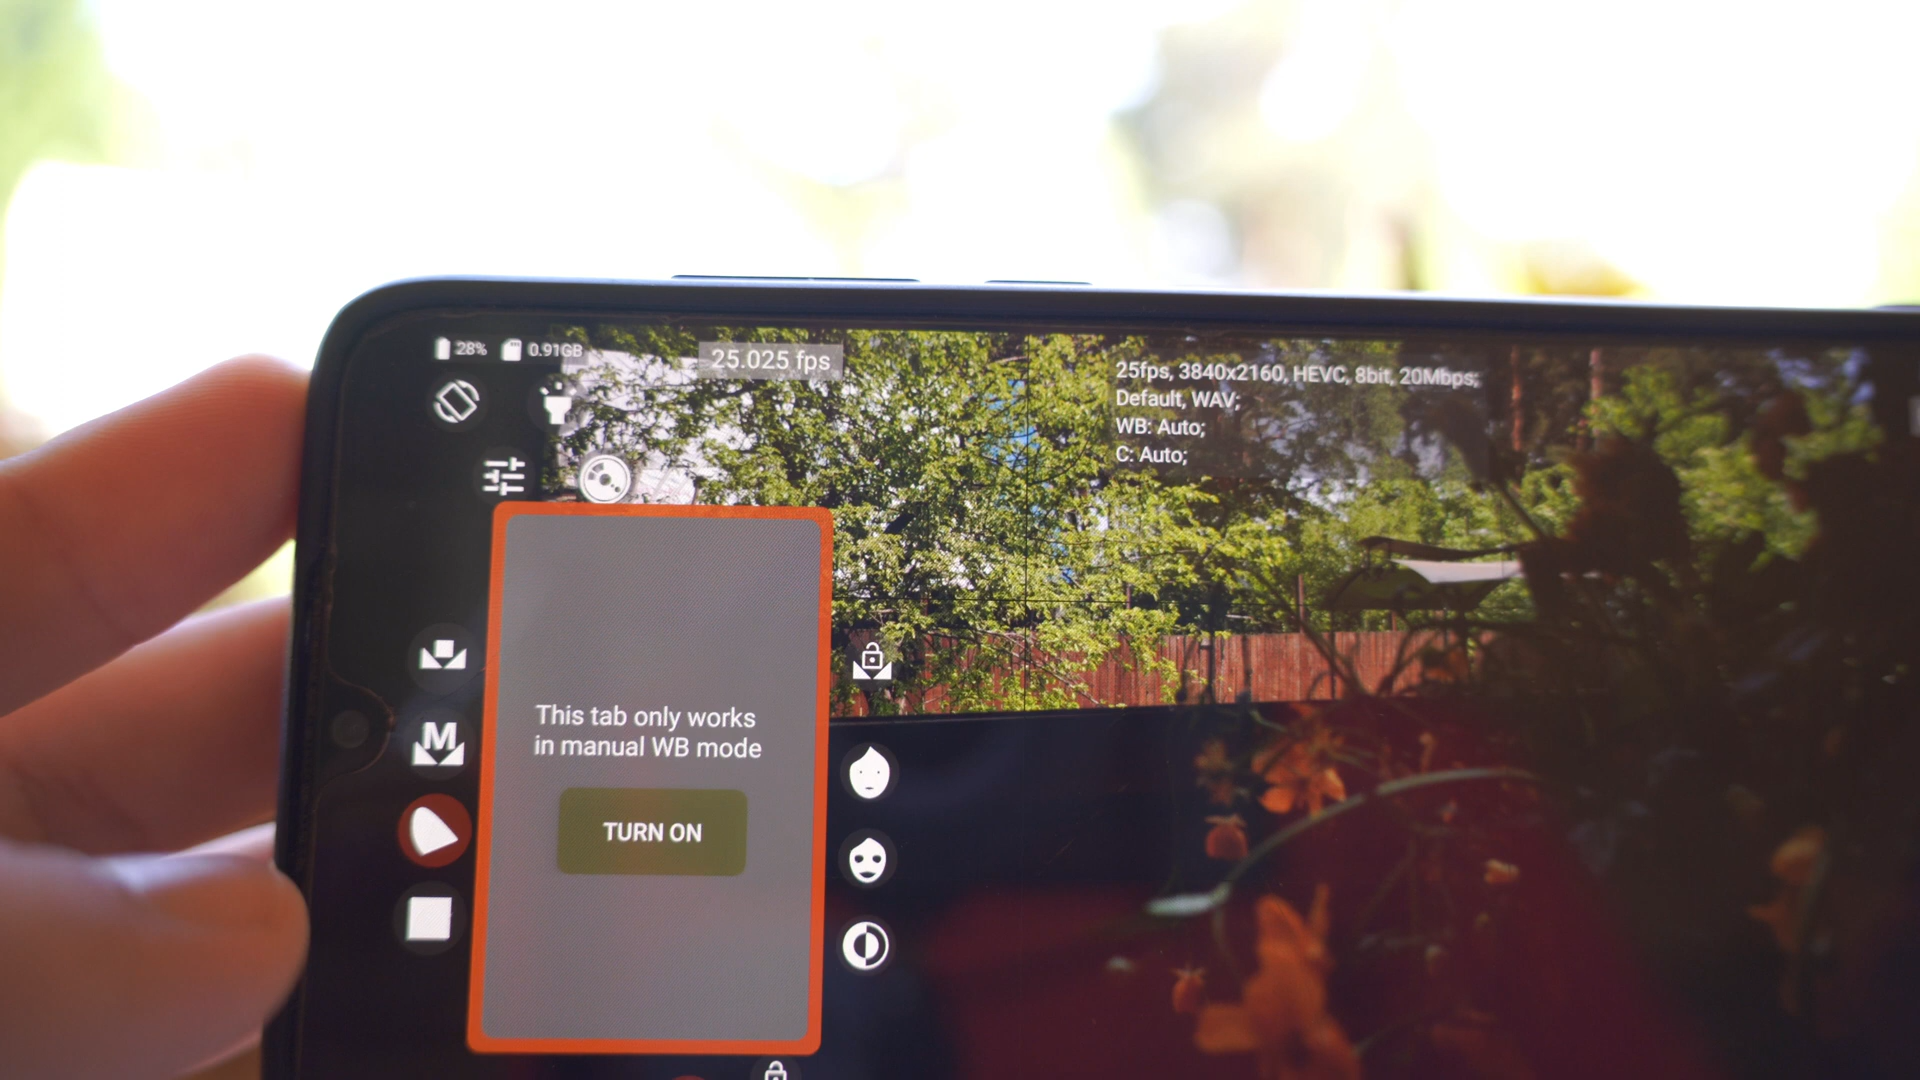 28% 0.91GB
25.025 fps
25fps, 3840x2160, HEVC, 8bit, 20Mbps;
Default, WAV;
WB: Auto;
C: Auto;
M
This tab only works
in manual WB mode
TURN ON